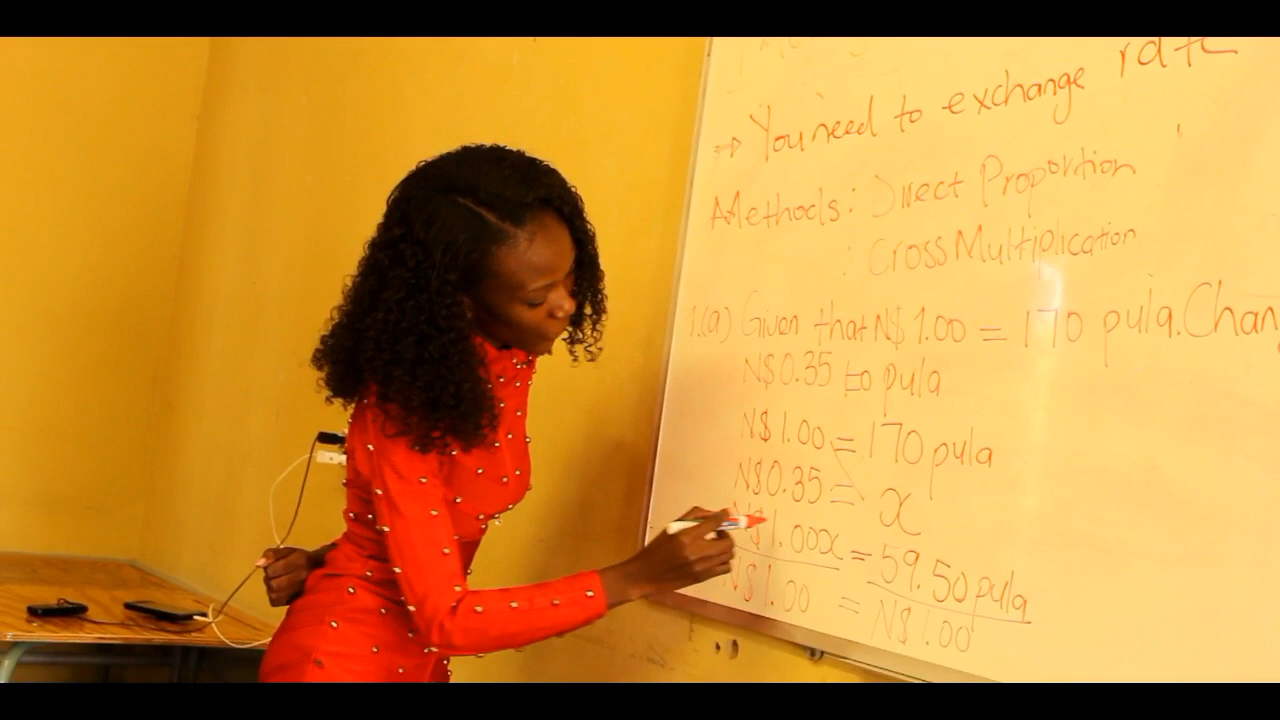 → You need to exchange rate
Methods: Direct Proportion
: Cross Multiplication
1.(a) Given that N$ 1.00 = 170 pula. Chan
N$0.35 to pula
N$ 1.00 = 170 pula
N$0.35 = x
N$1.00x = 59.50 pula
N$1.00 = N$1.00